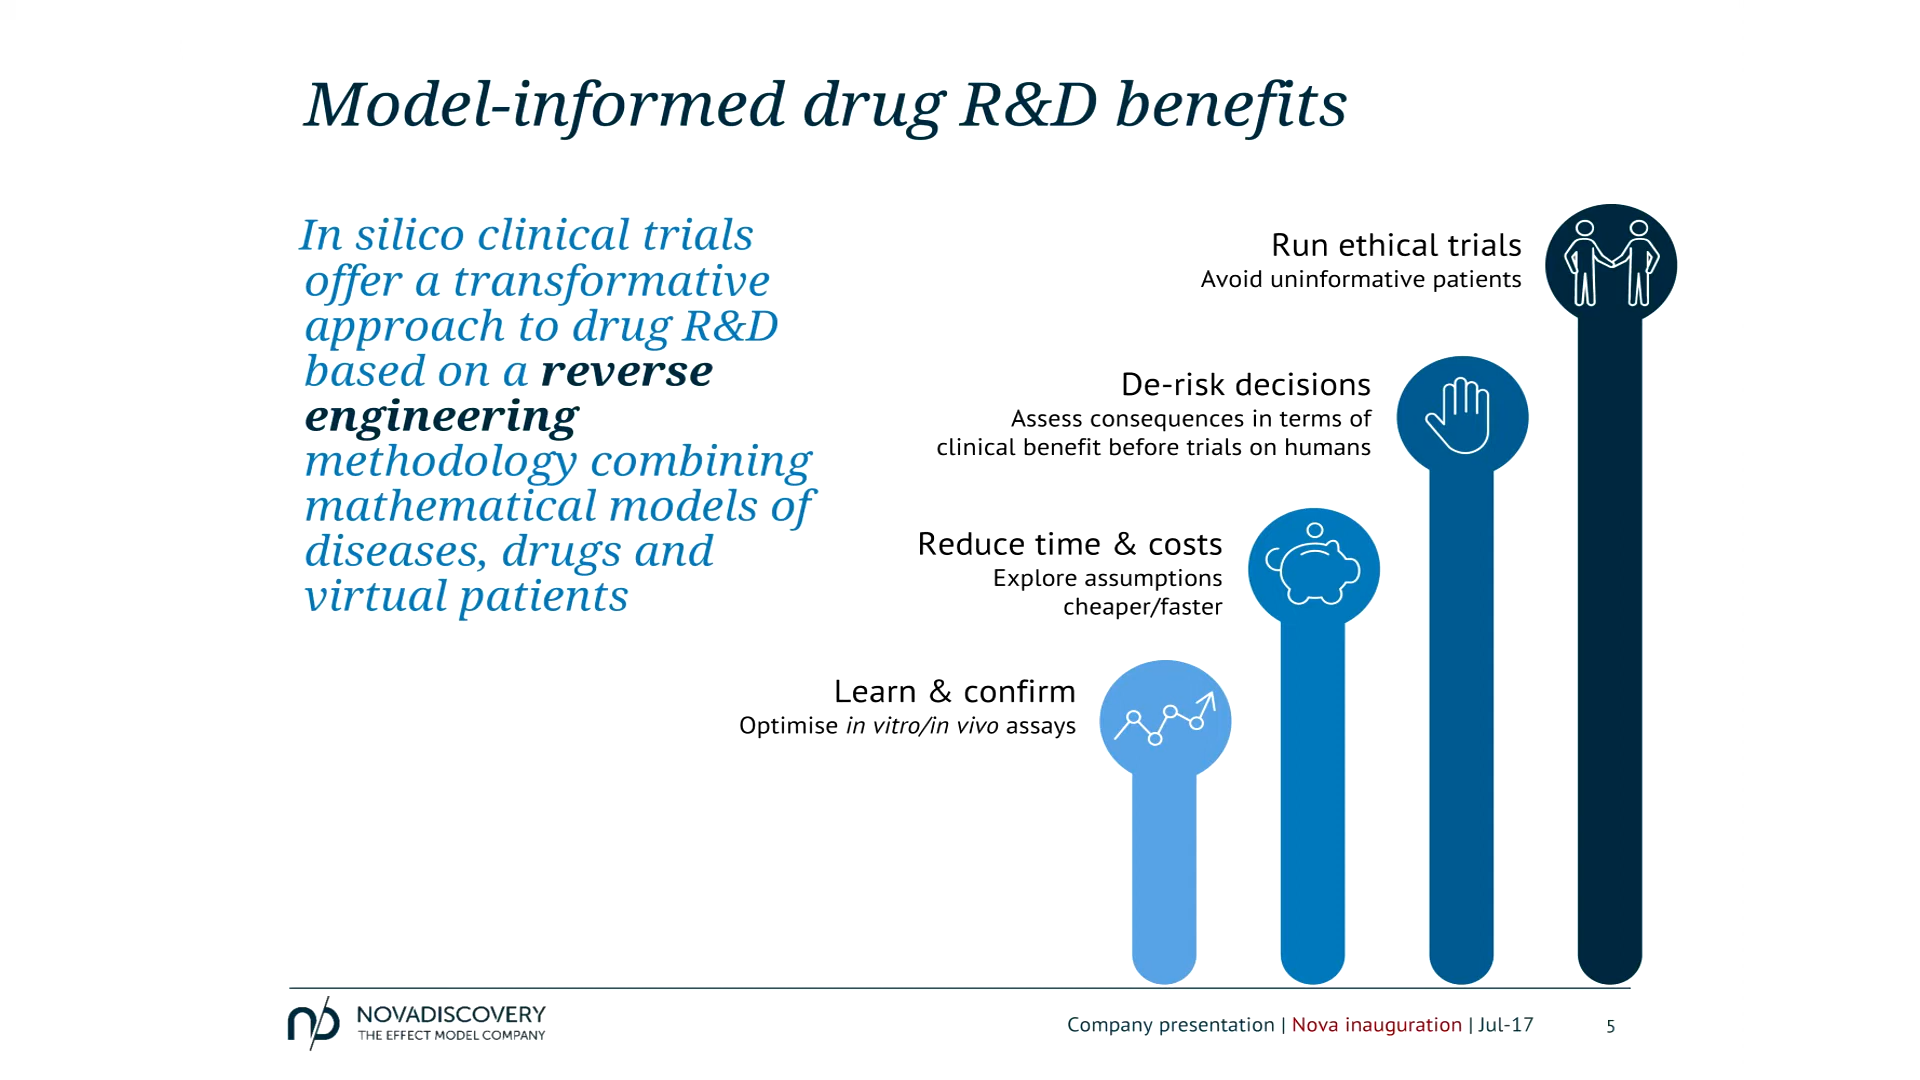 Model-informed drug R&D benefits
In silico clinical trials
offer a transformative
approach to drug R&D
based on a reverse
engineering
methodology combining
mathematical models of
diseases, drugs and
virtual patients
Run ethical trials
Avoid uninformative patients
De-risk decisions
Assess consequences in terms of
clinical benefit before trials on humans
Reduce time & costs
Explore assumptions
cheaper/faster
Learn & confirm
Optimise in vitro/in vivo assays
NOVADISCOVERY
THE EFFECT MODEL COMPANY
Company presentation | Nova inauguration | Jul-17
5